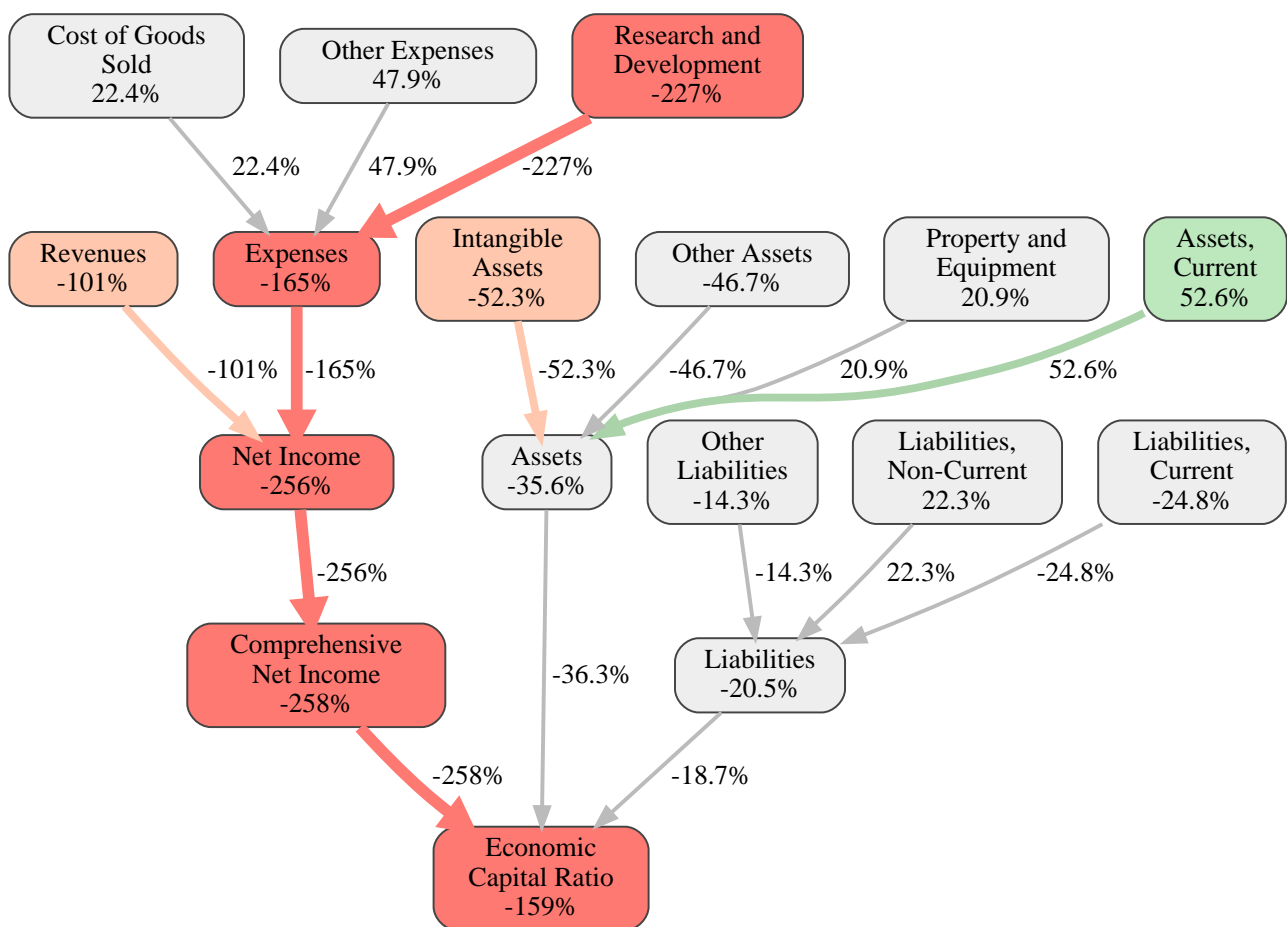 Cost of Goods
Sold
22.4%
Other Expenses
47.9%
Research and
Development
-227%
22.4%
47.9%
-227%
Revenues
-101%
Expenses
-165%
Intangible
Assets
-52.3%
Other Assets
-46.7%
Property and
Equipment
20.9%
Assets,
Current
52.6%
-101%
-165%
-52.3%
-46.7%
20.9%
52.6%
Net Income
-256%
Assets
-35.6%
Other
Liabilities
-14.3%
Liabilities,
Non-Current
22.3%
Liabilities,
Current
-24.8%
-256%
-14.3%
22.3%
-24.8%
Comprehensive
Net Income
-258%
-36.3%
Liabilities
-20.5%
-258%
-18.7%
Economic
Capital Ratio
-159%